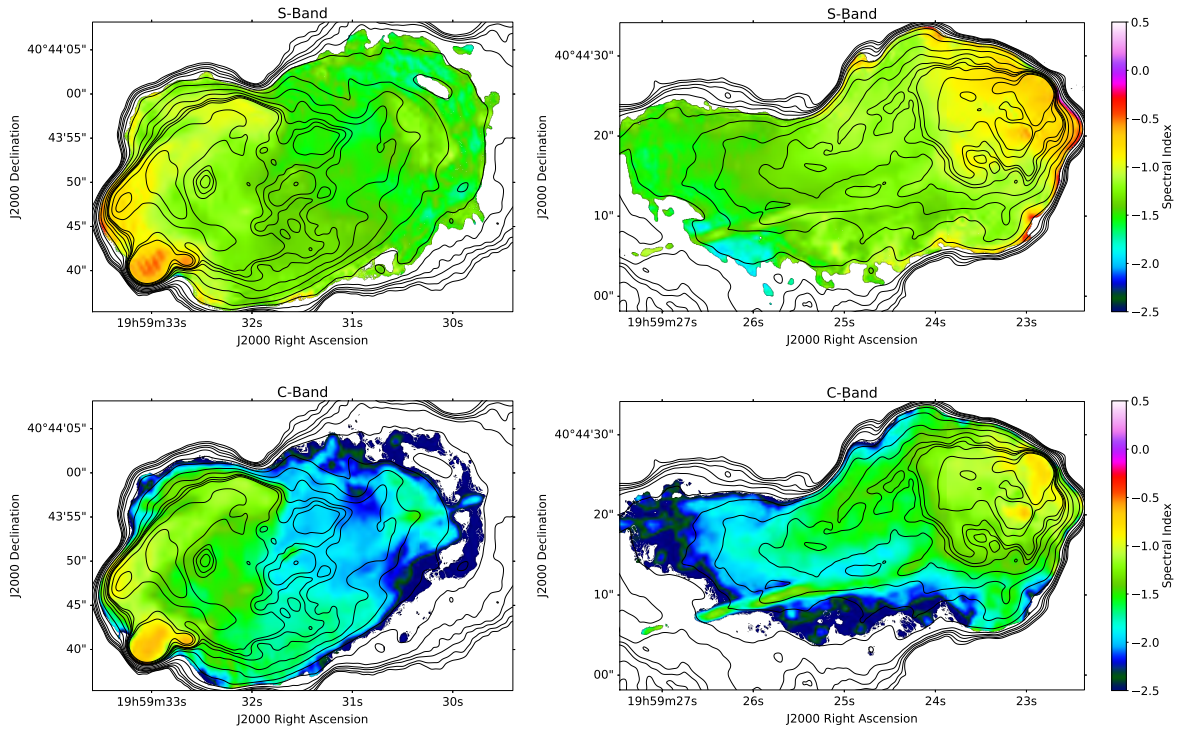 S-Band
40°44'05"
00"
43'55"
50"
45"
40"
J2000 Declination
19h59m33s 32s 31s 30s
J2000 Right Ascension
S-Band
40°44'30"
20"
10"
00"
J2000 Declination
19h59m27s 26s 25s 24s 23s
J2000 Right Ascension
0.5
0.0
−0.5
−1.0
−1.5
−2.0
−2.5
Spectral Index
C-Band
40°44'05"
00"
43'55"
50"
45"
40"
J2000 Declination
19h59m33s 32s 31s 30s
J2000 Right Ascension
C-Band
40°44'30"
20"
10"
00"
J2000 Declination
19h59m27s 26s 25s 24s 23s
J2000 Right Ascension
0.5
0.0
−0.5
−1.0
−1.5
−2.0
−2.5
Spectral Index